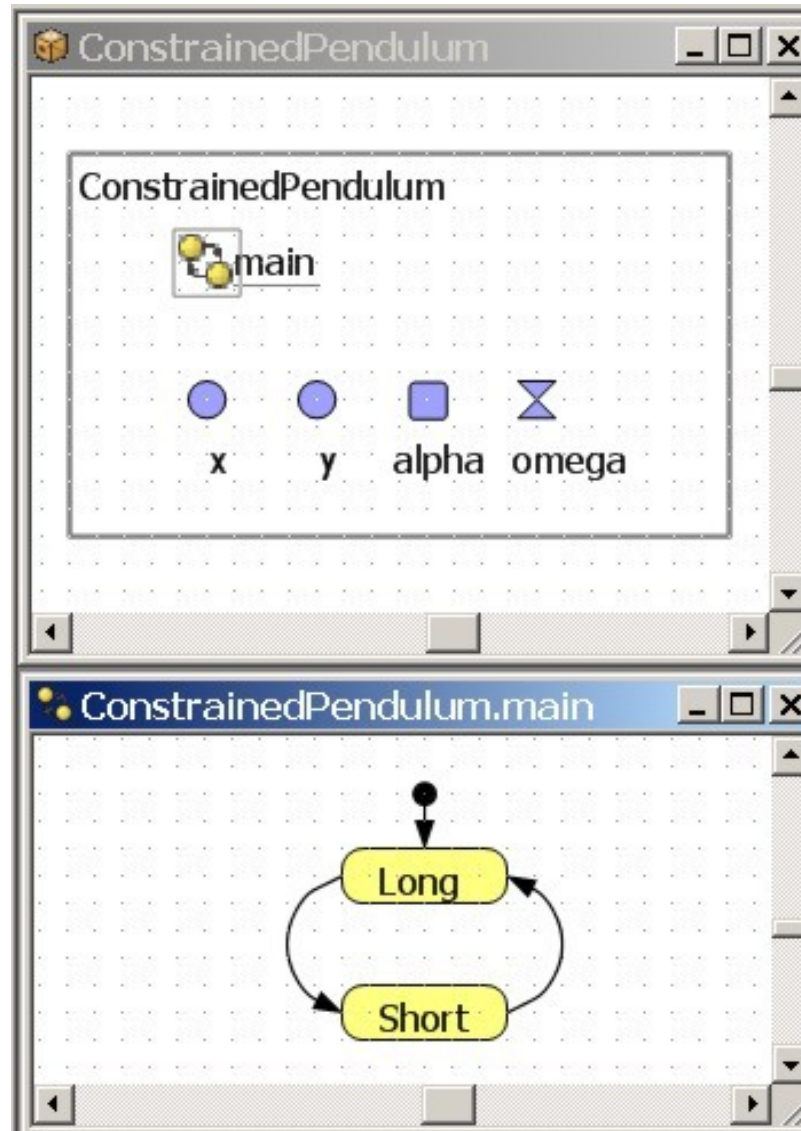 ConstrainedPendulum
ConstrainedPendulum
main
x y alpha omega
ConstrainedPendulum.main
Long
Short